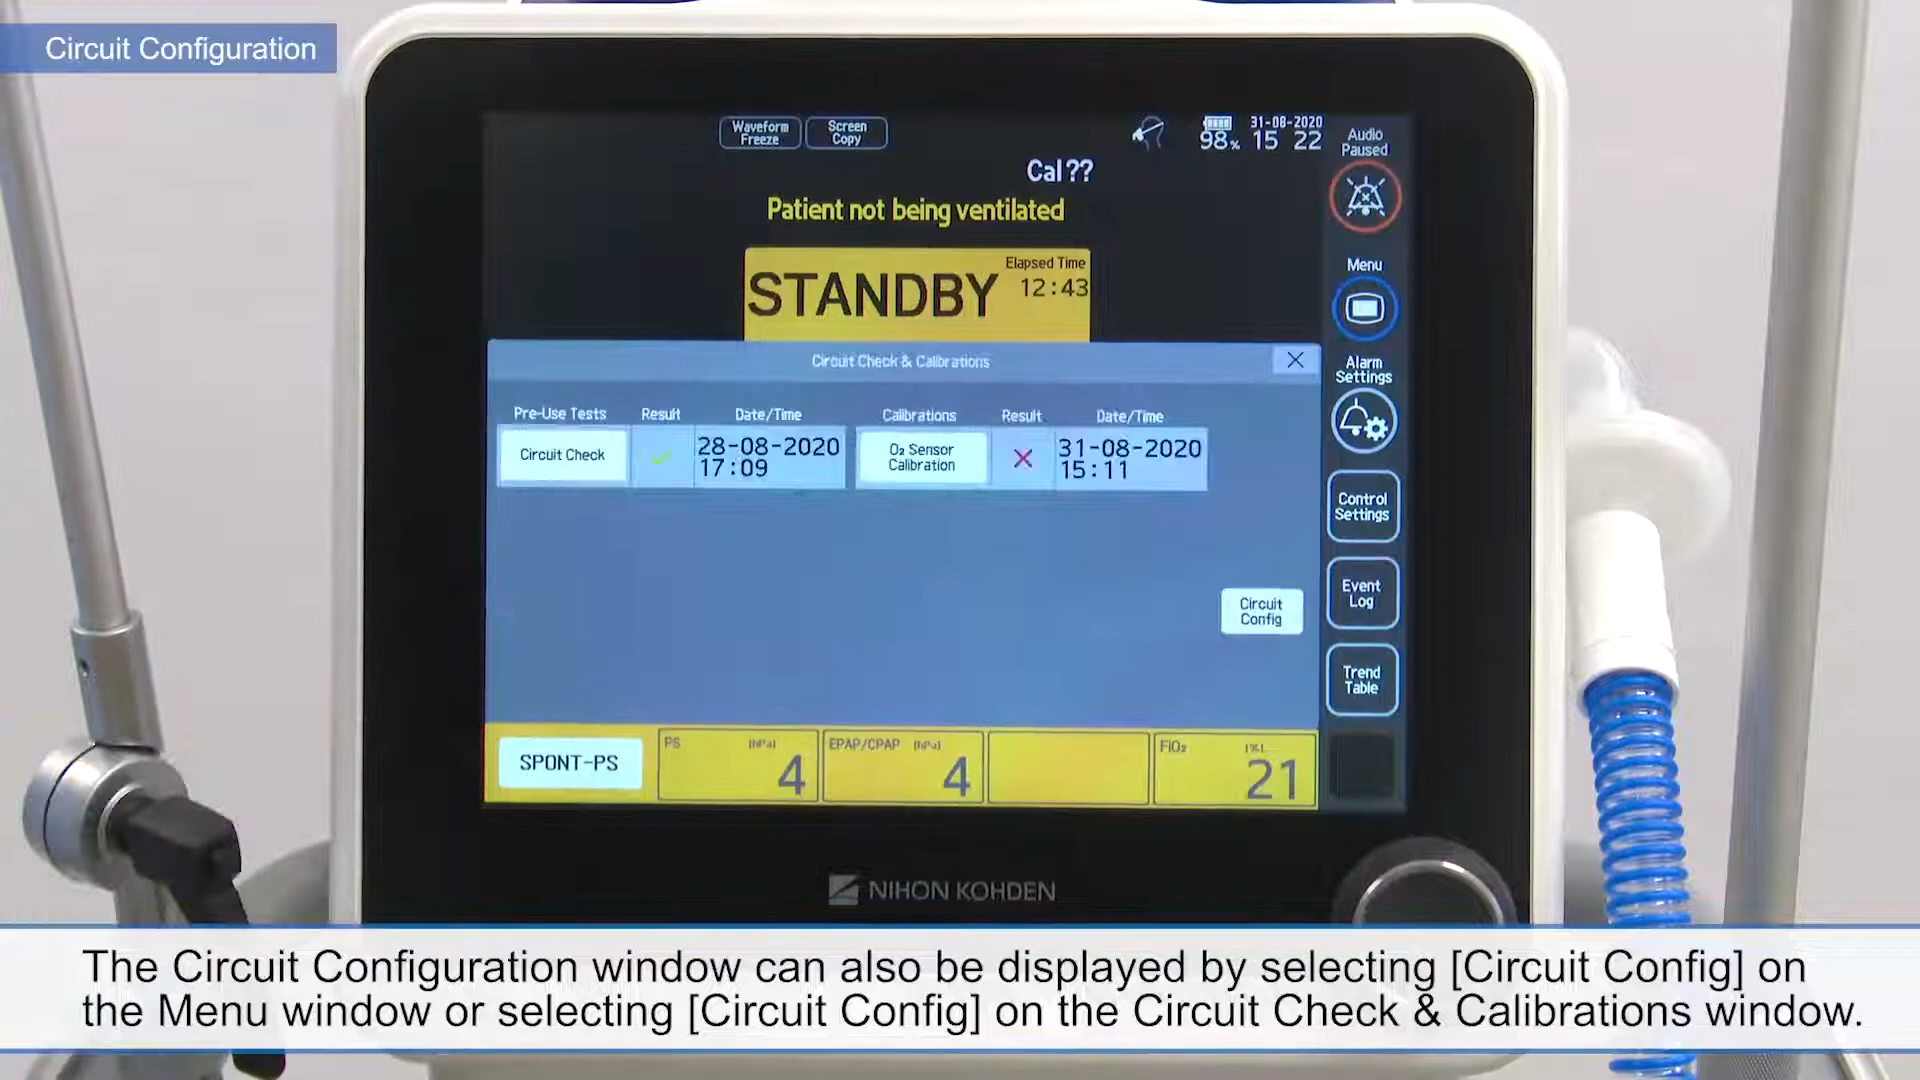 Circuit Configuration
Waveform
Freeze
Screen
Copy
98%
31-08-2020
15 22
Audio
Paused
Cal??
Patient not being ventilated
STANDBY
Elapsed Time
12:43
Menu
Alarm
Settings
Circuit Check & Calibrations
Pre-Use Tests
Result
Date/Time
Calibrations
Result
Date/Time
Circuit Check
28-08-2020
17:09
O₂ Sensor
Calibration
31-08-2020
15:11
Control
Settings
Event
Log
Circuit
Config
Trend
Table
SPONT-PS
PS [hPa]
4
EPAP/CPAP [hPa]
4
FiO₂ [%]
21
NIHON KOHDEN
The Circuit Configuration window can also be displayed by selecting [Circuit Config] on
the Menu window or selecting [Circuit Config] on the Circuit Check & Calibrations window.